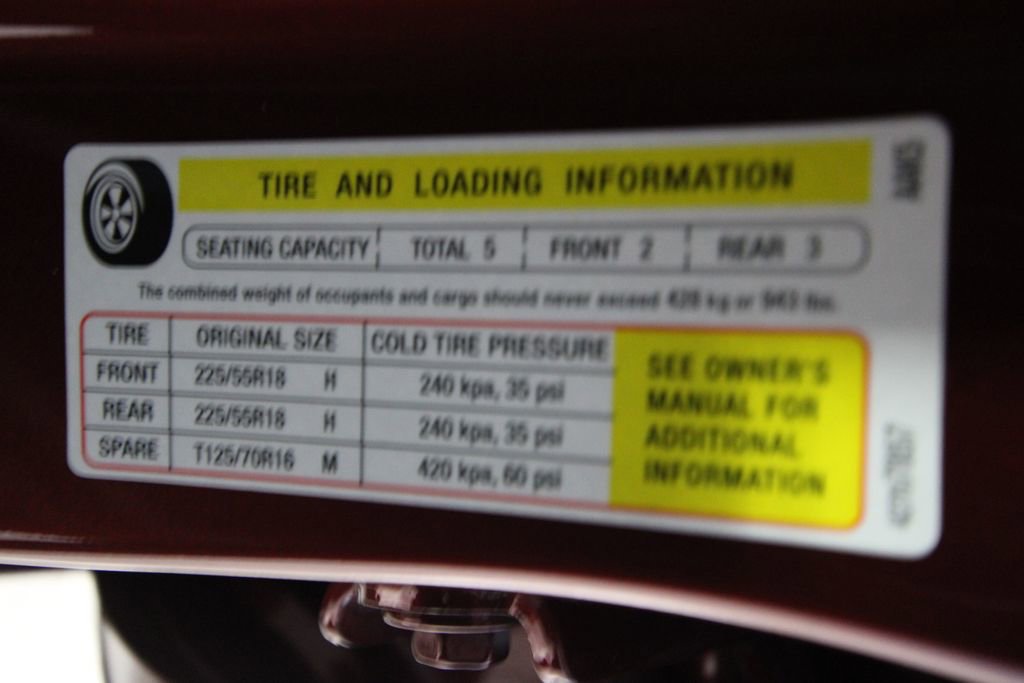 TIRE AND LOADING INFORMATION
SEATING CAPACITY TOTAL 5 FRONT 2 REAR 3
The combined weight of occupants and cargo should never exceed 428 kg or 943 lbs.
TIRE ORIGINAL SIZE COLD TIRE PRESSURE
FRONT 225/55R18 H 240 kpa, 35 psi
REAR 225/55R18 H 240 kpa, 35 psi
SPARE T125/70R16 M 420 kpa, 60 psi
SEE OWNER'S
MANUAL FOR
ADDITIONAL
INFORMATION